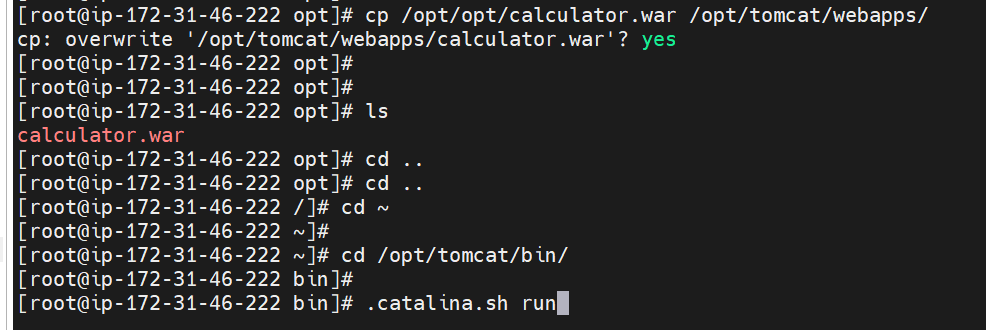 [root@ip-172-31-46-222 opt]# cp /opt/opt/calculator.war /opt/tomcat/webapps/
cp: overwrite '/opt/tomcat/webapps/calculator.war'? yes
[root@ip-172-31-46-222 opt]#
[root@ip-172-31-46-222 opt]#
[root@ip-172-31-46-222 opt]# ls
calculator.war
[root@ip-172-31-46-222 opt]# cd ..
[root@ip-172-31-46-222 opt]# cd ..
[root@ip-172-31-46-222 /]# cd ~
[root@ip-172-31-46-222 ~]#
[root@ip-172-31-46-222 ~]# cd /opt/tomcat/bin/
[root@ip-172-31-46-222 bin]#
[root@ip-172-31-46-222 bin]# .catalina.sh run